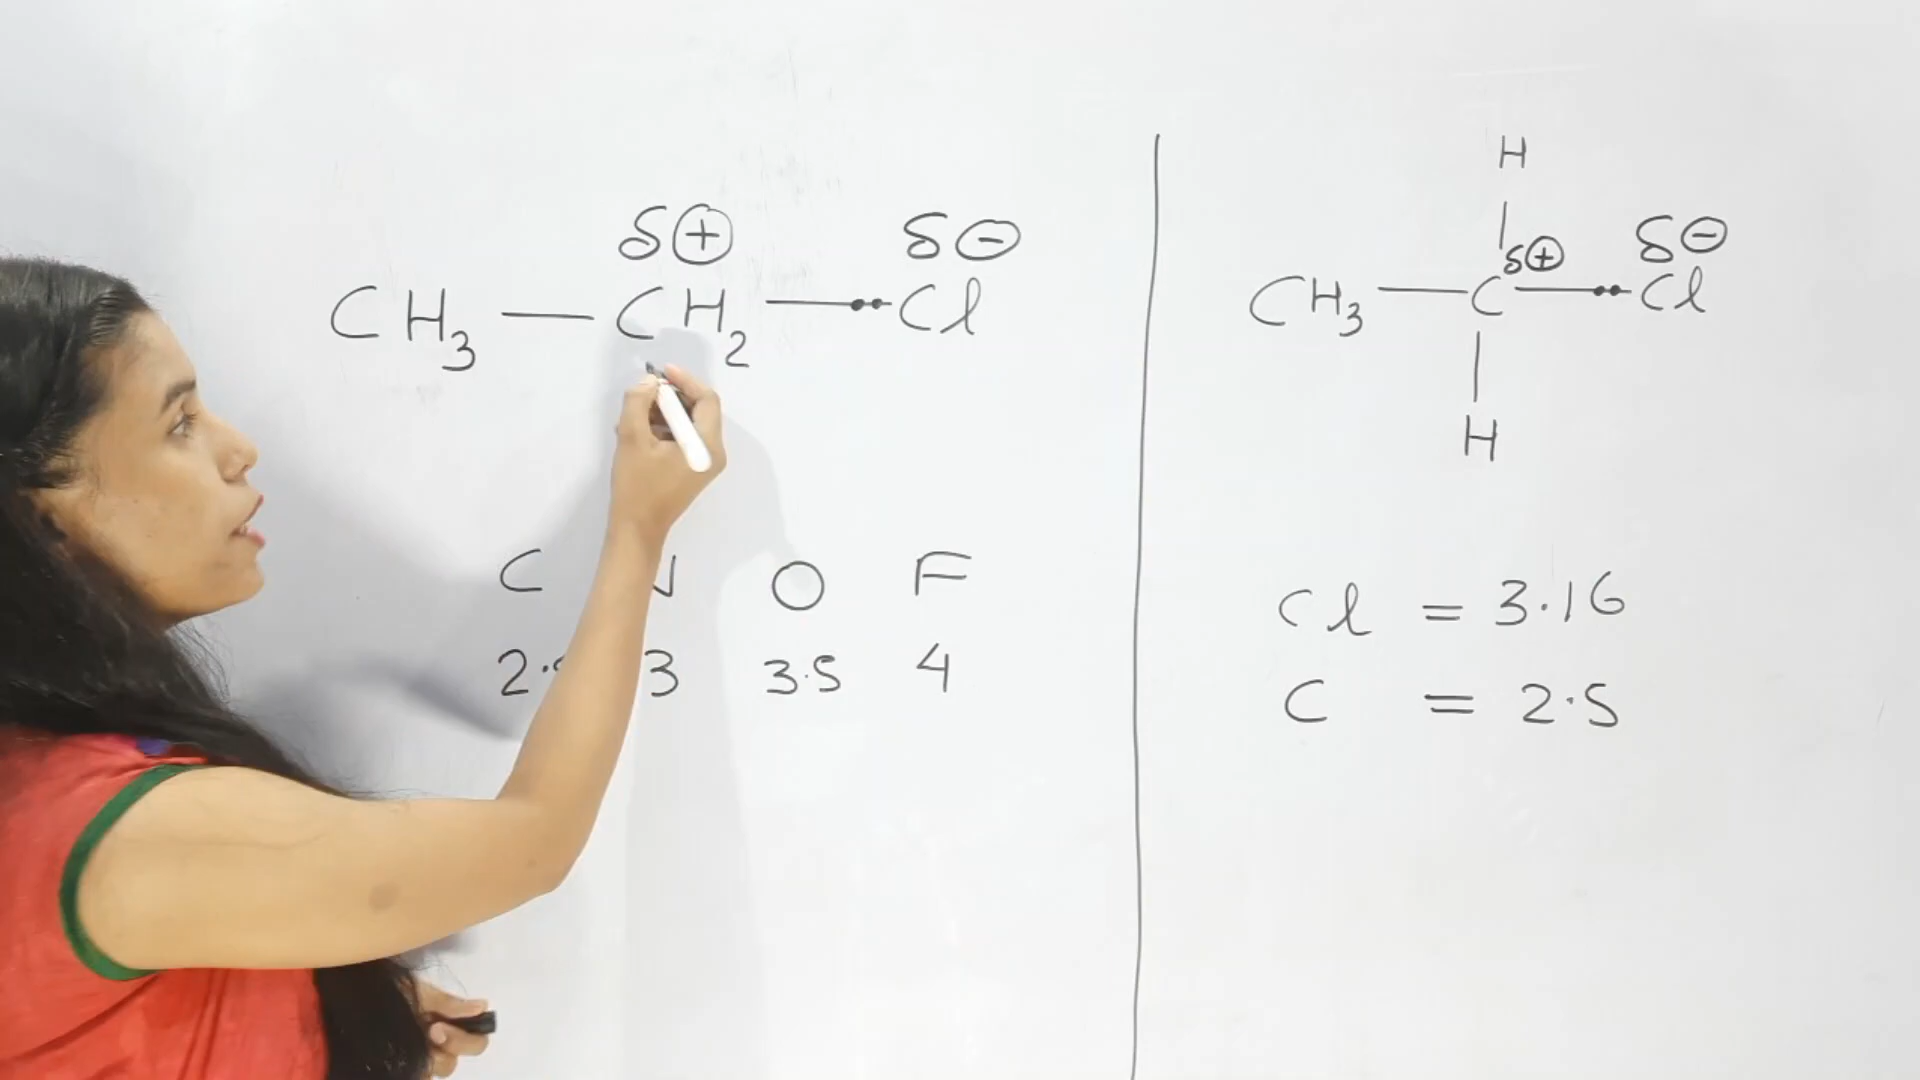 δ⊕ δ⊖
CH₃ — CH₂ — Cl
C O F
3 3.5 4
H
δ⊕ δ⊖
CH₃ — C — Cl
H
Cl = 3.16
C = 2.5